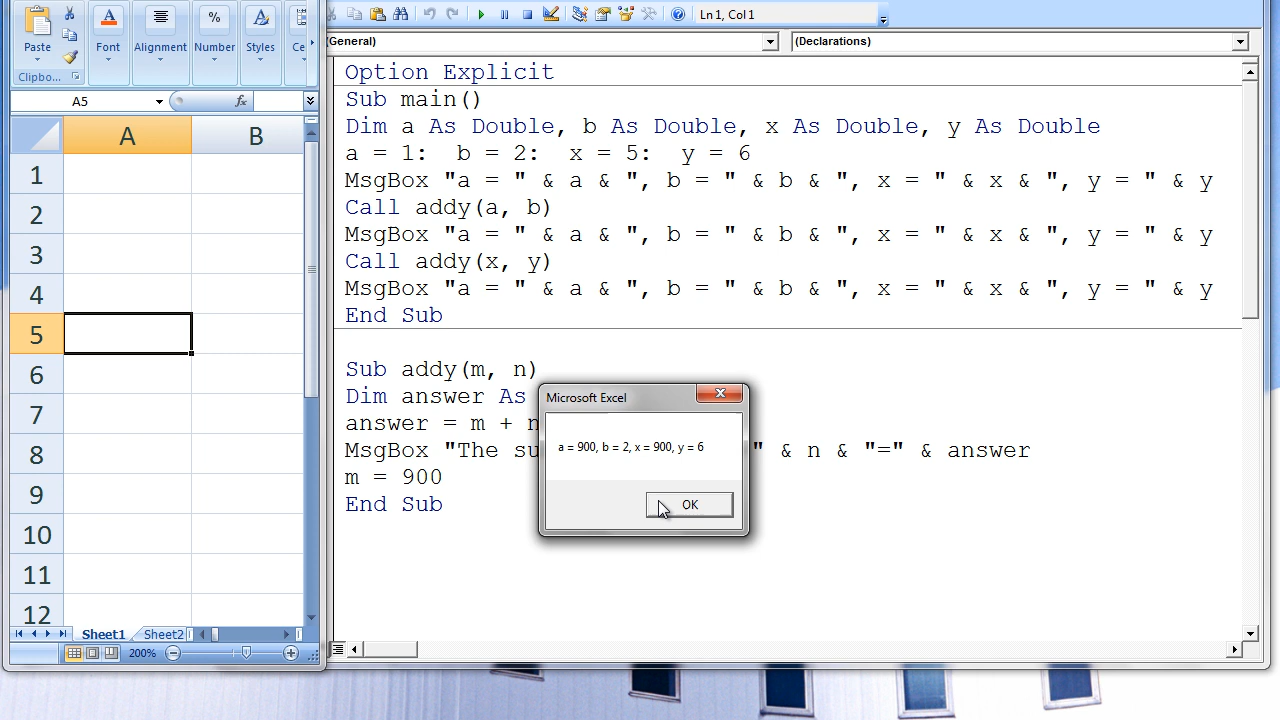 Paste
Font
Alignment
Number
Styles
Ce
Clipbo...
A5
fx
A B
1
2
3
4
5
6
7
8
9
10
11
12
Sheet1 Sheet2
200%
Ln 1, Col 1
(General) (Declarations)
Option Explicit
Sub main()
Dim a As Double, b As Double, x As Double, y As Double
a = 1: b = 2: x = 5: y = 6
MsgBox "a = " & a & ", b = " & b & ", x = " & x & ", y = " & y
Call addy(a, b)
MsgBox "a = " & a & ", b = " & b & ", x = " & x & ", y = " & y
Call addy(x, y)
MsgBox "a = " & a & ", b = " & b & ", x = " & x & ", y = " & y
End Sub
Sub addy(m, n)
Dim answer As
answer = m + n
MsgBox "The su " & n & "=" & answer
m = 900
End Sub
Microsoft Excel
a = 900, b = 2, x = 900, y = 6
OK